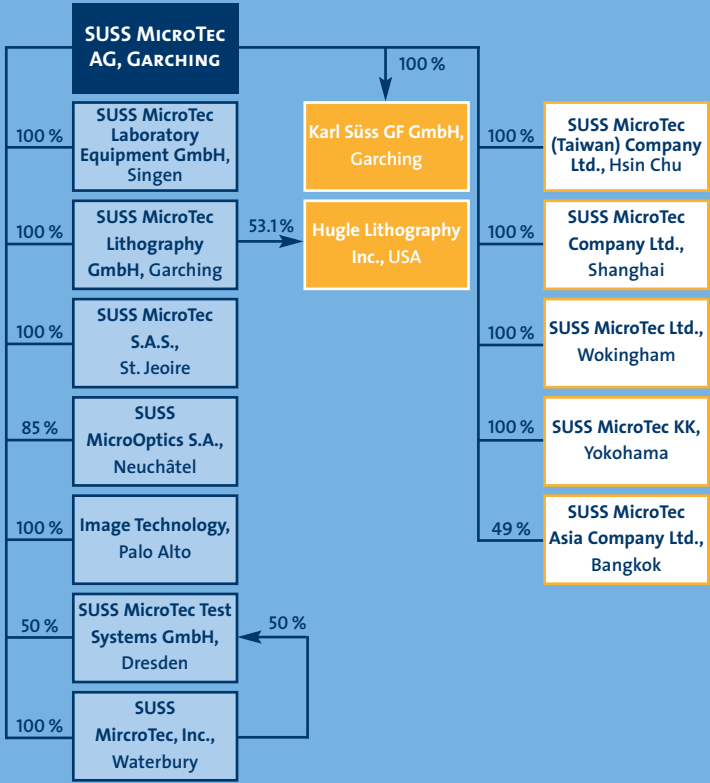 SUSS MicroTec
AG, Garching
100 %
100 %
SUSS MicroTec
Laboratory
Equipment GmbH,
Singen
Karl Süss GF GmbH,
Garching
100 %
SUSS MicroTec
(Taiwan) Company
Ltd., Hsin Chu
100 %
SUSS MicroTec
Lithography
GmbH, Garching
53.1 %
Hugle Lithography
Inc., USA
100 %
SUSS MicroTec
Company Ltd.,
Shanghai
100 %
SUSS MicroTec
S.A.S.,
St. Jeoire
100 %
SUSS MicroTec Ltd.,
Wokingham
85 %
SUSS
MicroOptics S.A.,
Neuchâtel
100 %
SUSS MicroTec KK,
Yokohama
100 %
Image Technology,
Palo Alto
49 %
SUSS MicroTec
Asia Company Ltd.,
Bangkok
50 %
SUSS MicroTec Test
Systems GmbH,
Dresden
50 %
100 %
SUSS
MircroTec, Inc.,
Waterbury